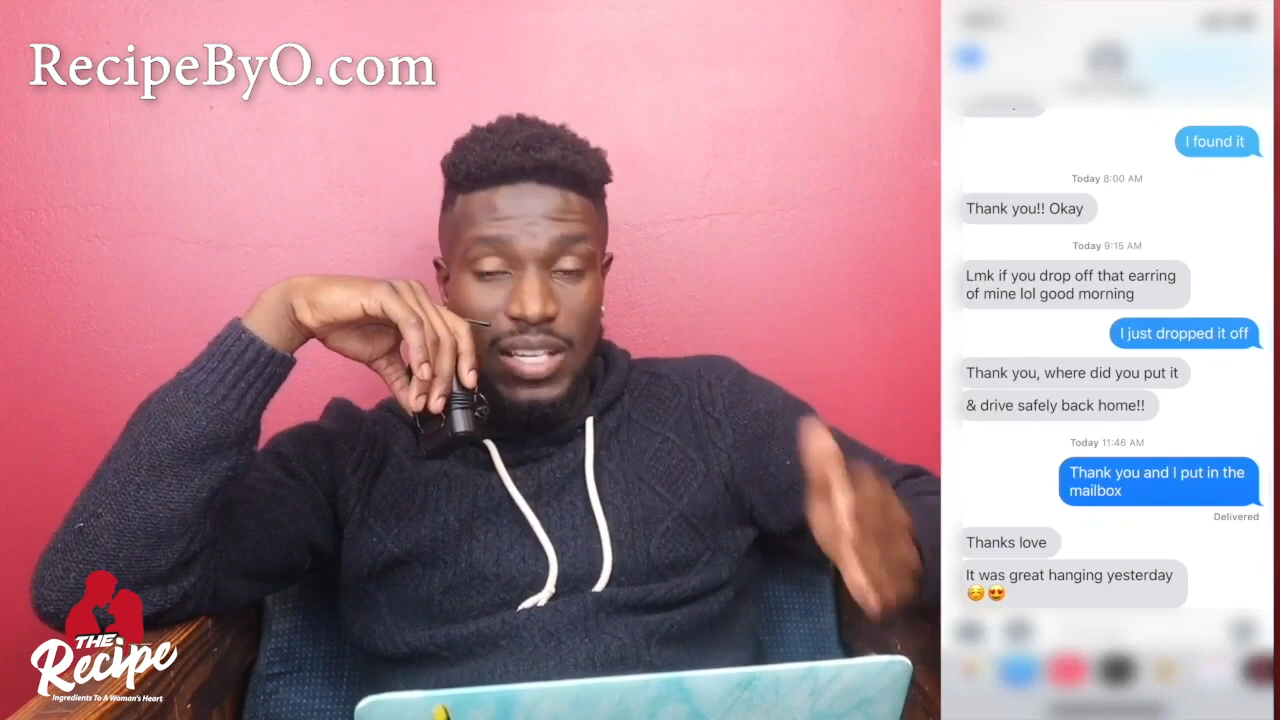 RecipeByO.com
I found it
Today 8:00 AM
Thank you!! Okay
Today 9:15 AM
Lmk if you drop off that earring
of mine lol good morning
I just dropped it off
Thank you, where did you put it
& drive safely back home!!
Today 11:46 AM
Thank you and I put in the
mailbox
Delivered
Thanks love
It was great hanging yesterday
☺️😍
THE
Recipe
Ingredients To A Woman's Heart